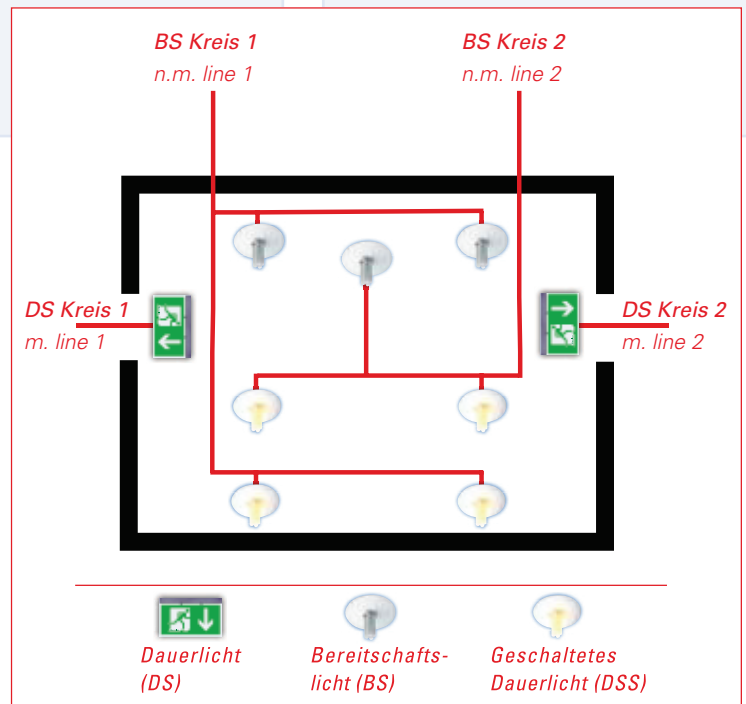 BS Kreis 1
n.m. line 1
BS Kreis 2
n.m. line 2
DS Kreis 1
m. line 1
DS Kreis 2
m. line 2
Dauerlicht
(DS)
Bereitschafts-
licht (BS)
Geschaltetes
Dauerlicht (DSS)